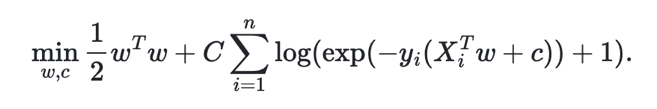 $$\min_{w,c} \frac{1}{2}w^T w + C\sum_{i=1}^{n} \log(\exp(-y_i(X_i^T w + c)) + 1).$$